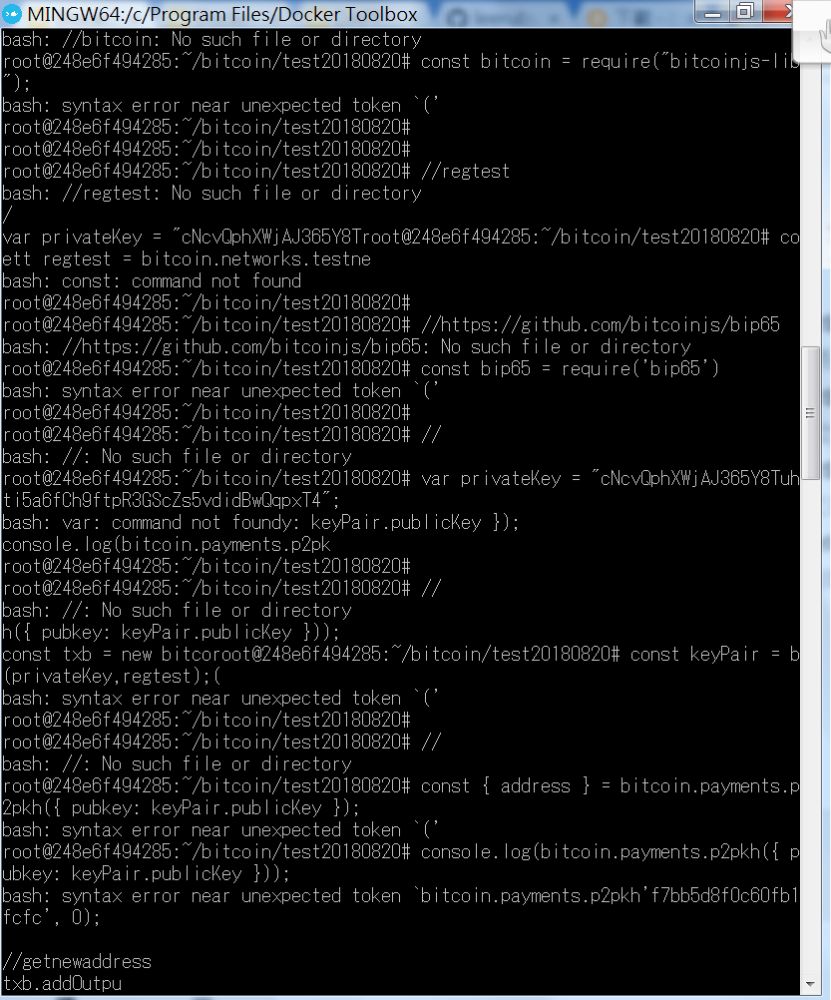 MINGW64:/c/Program Files/Docker Toolbox
bash: //bitcoin: No such file or directory
root@248e6f494285:~/bitcoin/test20180820# const bitcoin = require("bitcoinjs-lib
");
bash: syntax error near unexpected token `('
root@248e6f494285:~/bitcoin/test20180820#
root@248e6f494285:~/bitcoin/test20180820#
root@248e6f494285:~/bitcoin/test20180820# //regtest
bash: //regtest: No such file or directory
/
var privateKey = "cNcvQphXWjAJ365Y8Troot@248e6f494285:~/bitcoin/test20180820# co
ett regtest = bitcoin.networks.testne
bash: const: command not found
root@248e6f494285:~/bitcoin/test20180820#
root@248e6f494285:~/bitcoin/test20180820# //https://github.com/bitcoinjs/bip65
bash: //https://github.com/bitcoinjs/bip65: No such file or directory
root@248e6f494285:~/bitcoin/test20180820# const bip65 = require('bip65')
bash: syntax error near unexpected token `('
root@248e6f494285:~/bitcoin/test20180820#
root@248e6f494285:~/bitcoin/test20180820# //
bash: //: No such file or directory
root@248e6f494285:~/bitcoin/test20180820# var privateKey = "cNcvQphXWjAJ365Y8Tuh
ti5a6fCh9ftpR3GScZs5vdidBwQqpxT4";
bash: var: command not foundy: keyPair.publicKey });
console.log(bitcoin.payments.p2pk
root@248e6f494285:~/bitcoin/test20180820#
root@248e6f494285:~/bitcoin/test20180820# //
bash: //: No such file or directory
h({ pubkey: keyPair.publicKey }));
const txb = new bitcoroot@248e6f494285:~/bitcoin/test20180820# const keyPair = b
(privateKey,regtest);(
bash: syntax error near unexpected token `('
root@248e6f494285:~/bitcoin/test20180820#
root@248e6f494285:~/bitcoin/test20180820# //
bash: //: No such file or directory
root@248e6f494285:~/bitcoin/test20180820# const { address } = bitcoin.payments.p
2pkh({ pubkey: keyPair.publicKey });
bash: syntax error near unexpected token `('
root@248e6f494285:~/bitcoin/test20180820# console.log(bitcoin.payments.p2pkh({ p
ubkey: keyPair.publicKey }));
bash: syntax error near unexpected token `bitcoin.payments.p2pkh'f7bb5d8f0c60fb1
fcfc', 0);
//getnewaddress
txb.addOutpu